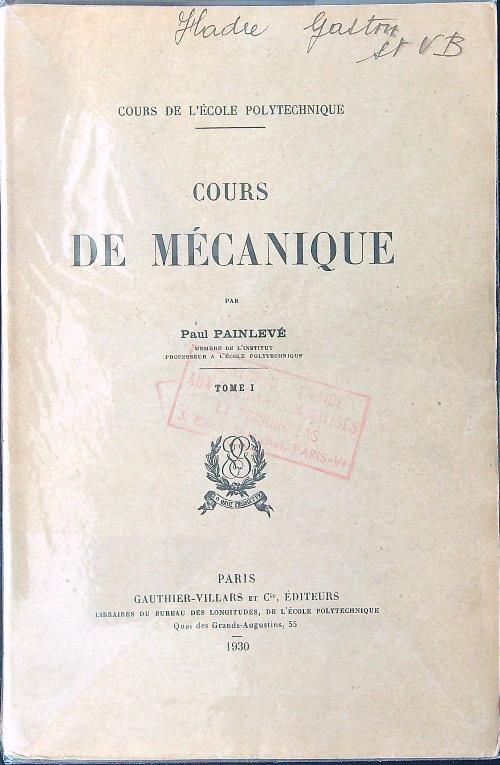 Hadre Gaston
St V B
COURS DE L'ÉCOLE POLYTECHNIQUE
COURS
DE MÉCANIQUE
PAR
Paul PAINLEVÉ
MEMBRE DE L'INSTITUT
PROFESSEUR A L'ÉCOLE POLYTECHNIQUE
TOME I
PARIS
GAUTHIER-VILLARS ET Cie, ÉDITEURS
LIBRAIRES DU BUREAU DES LONGITUDES, DE L'ÉCOLE POLYTECHNIQUE
Quai des Grands-Augustins, 55
1930